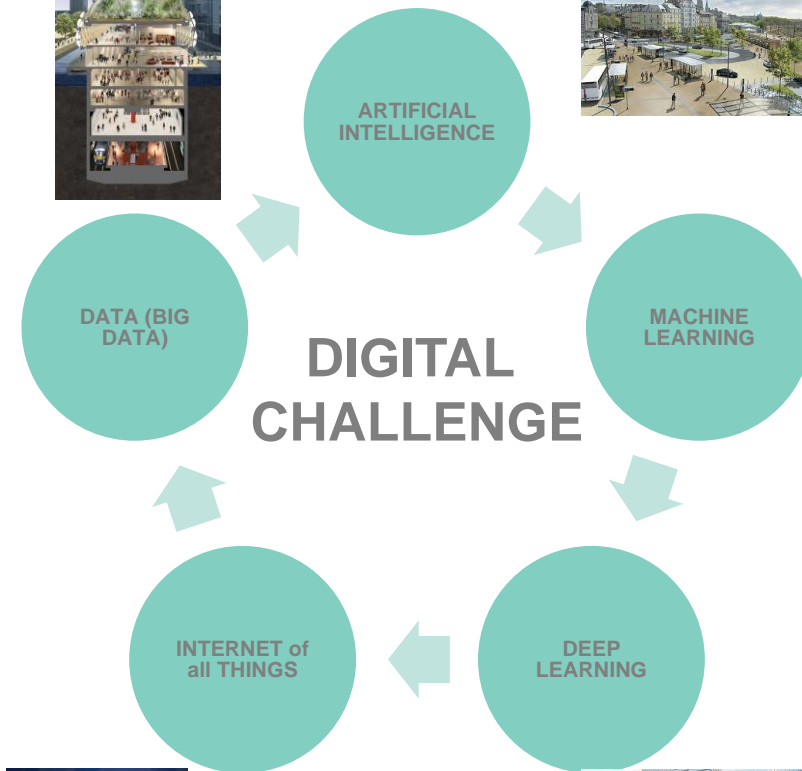 ARTIFICIAL
INTELLIGENCE
MACHINE
LEARNING
DEEP
LEARNING
INTERNET of
all THINGS
DATA (BIG
DATA)
DIGITAL
CHALLENGE